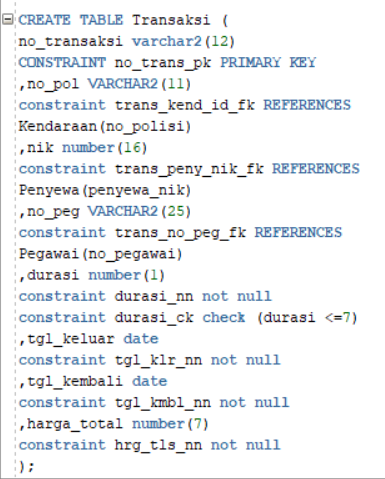 CREATE TABLE Transaksi (
no_transaksi varchar2(12)
CONSTRAINT no_trans_pk PRIMARY KEY
,no_pol VARCHAR2(11)
constraint trans_kend_id_fk REFERENCES
Kendaraan(no_polisi)
,nik number(16)
constraint trans_peny_nik_fk REFERENCES
Penyewa(penyewa_nik)
,no_peg VARCHAR2(25)
constraint trans_no_peg_fk REFERENCES
Pegawai(no_pegawai)
,durasi number(1)
constraint durasi_nn not null
constraint durasi_ck check (durasi <=7)
,tgl_keluar date
constraint tgl_klr_nn not null
,tgl_kembali date
constraint tgl_kmbl_nn not null
,harga_total number(7)
constraint hrg_tls_nn not null
);